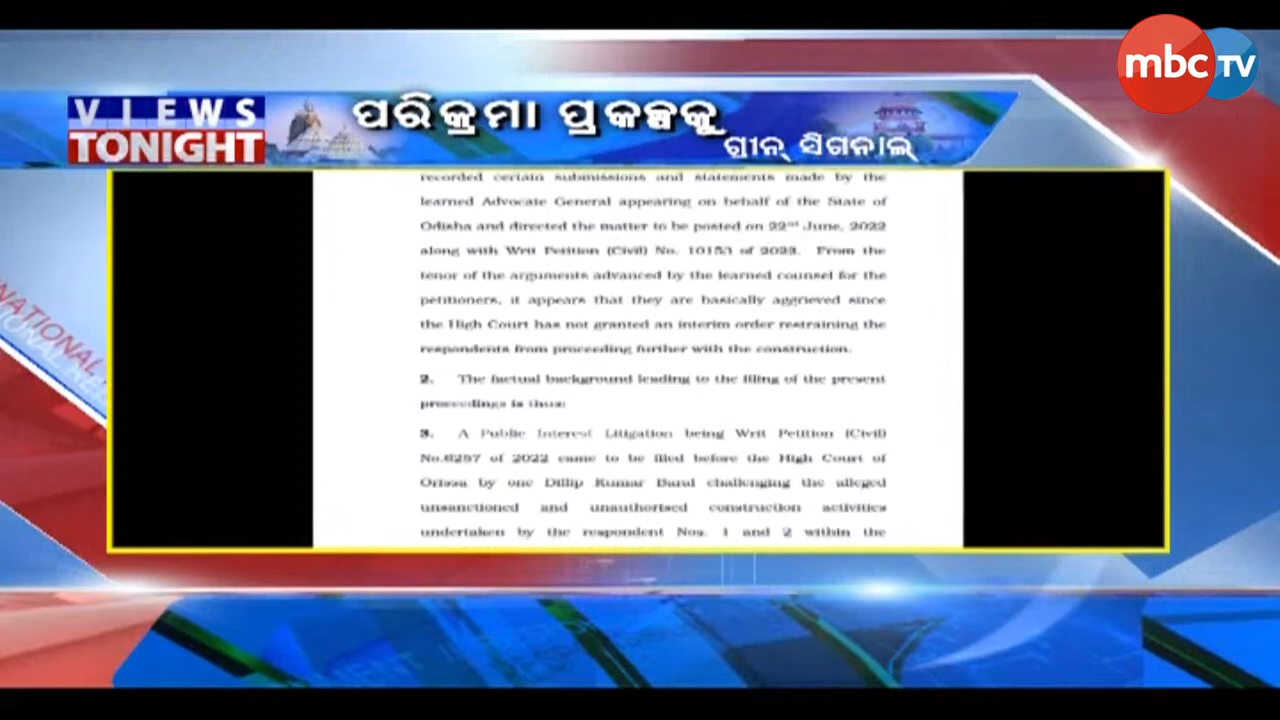 mbc TV
VIEWS
TONIGHT
ପରିକ୍ରମା ପ୍ରକଳ୍ପକୁ
ଗ୍ରୀନ୍ ସିଗନାଲ୍
recorded certain submissions and statements made by the
learned Advocate General appearing on behalf of the State of
Odisha and directed the matter to be posted on 22nd June, 2022
along with Writ Petition (Civil) No. 10153 of 2022. From the
tenor of the arguments advanced by the learned counsel for the
petitioners, it appears that they are basically aggrieved since
the High Court has not granted an interim order restraining the
respondents from proceeding further with the construction.
2. The factual background leading to the filing of the present
proceedings is thus:
3. A Public Interest Litigation being Writ Petition (Civil)
No.6257 of 2022 came to be filed before the High Court of
Orissa by one Dillip Kumar Baral challenging the alleged
unsanctioned and unauthorised construction activities
undertaken by the respondent Nos. 1 and 2 within the
NATIONAL